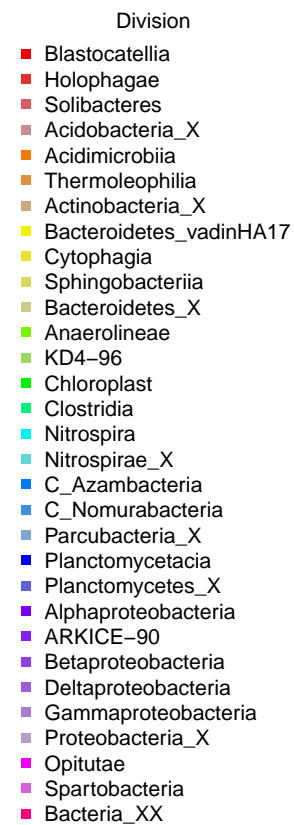 Division
Blastocatellia
Holophagae
Solibacteres
Acidobacteria_X
Acidimicrobiia
Thermoleophilia
Actinobacteria_X
Bacteroidetes_vadinHA17
Cytophagia
Sphingobacteriia
Bacteroidetes_X
Anaerolineae
KD4−96
Chloroplast
Clostridia
Nitrospira
Nitrospirae_X
C_Azambacteria
C_Nomurabacteria
Parcubacteria_X
Planctomycetacia
Planctomycetes_X
Alphaproteobacteria
ARKICE−90
Betaproteobacteria
Deltaproteobacteria
Gammaproteobacteria
Proteobacteria_X
Opitutae
Spartobacteria
Bacteria_XX